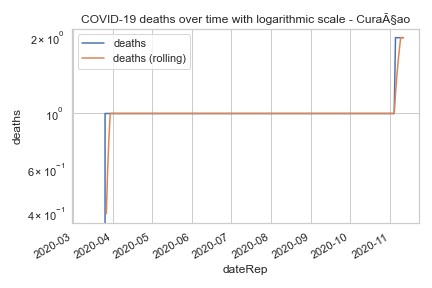 COVID-19 deaths over time with logarithmic scale - CuraÃ§ao
deaths
deaths (rolling)
2 × 10⁰
10⁰
6 × 10⁻¹
4 × 10⁻¹
deaths
2020-03
2020-04
2020-05
2020-06
2020-07
2020-08
2020-09
2020-10
2020-11
dateRep